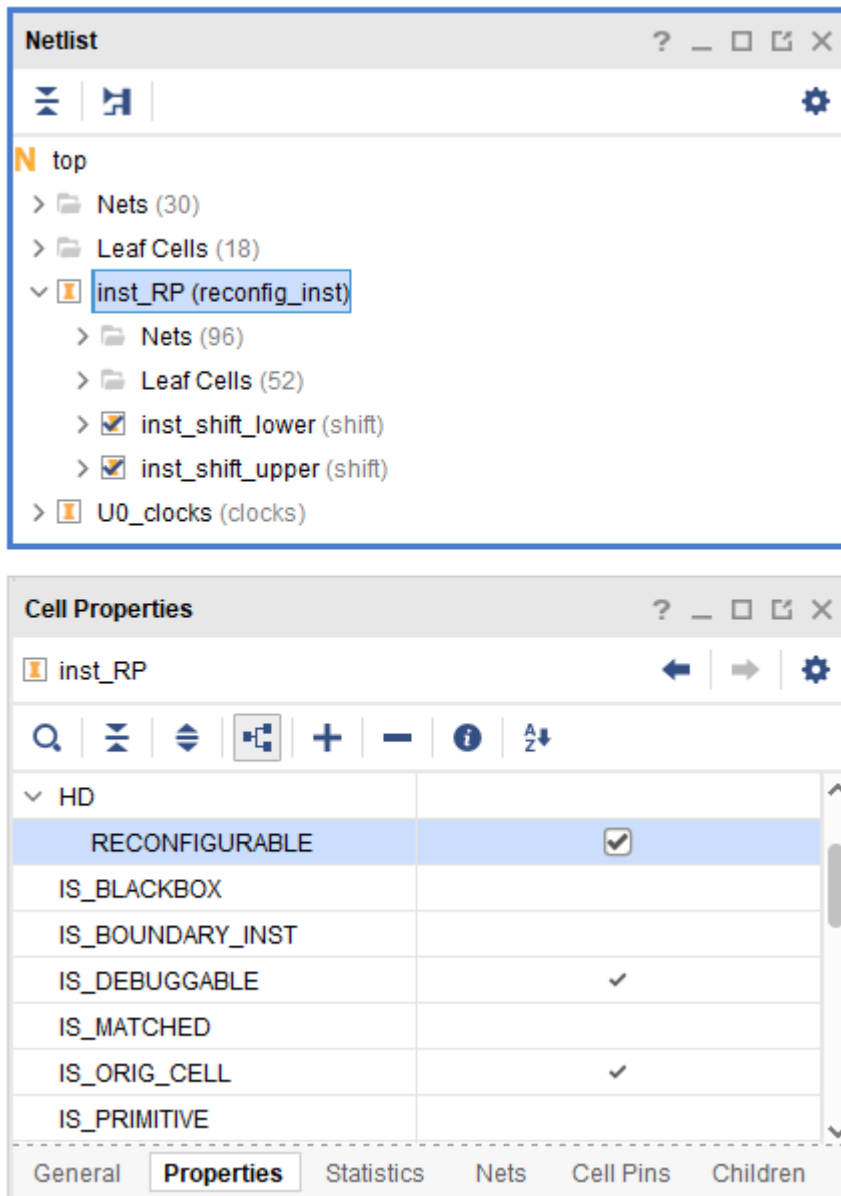 Netlist
N top
Nets (30)
Leaf Cells (18)
inst_RP (reconfig_inst)
Nets (96)
Leaf Cells (52)
inst_shift_lower (shift)
inst_shift_upper (shift)
U0_clocks (clocks)
Cell Properties
inst_RP
HD
RECONFIGURABLE
IS_BLACKBOX
IS_BOUNDARY_INST
IS_DEBUGGABLE
IS_MATCHED
IS_ORIG_CELL
IS_PRIMITIVE
General Properties Statistics Nets Cell Pins Children